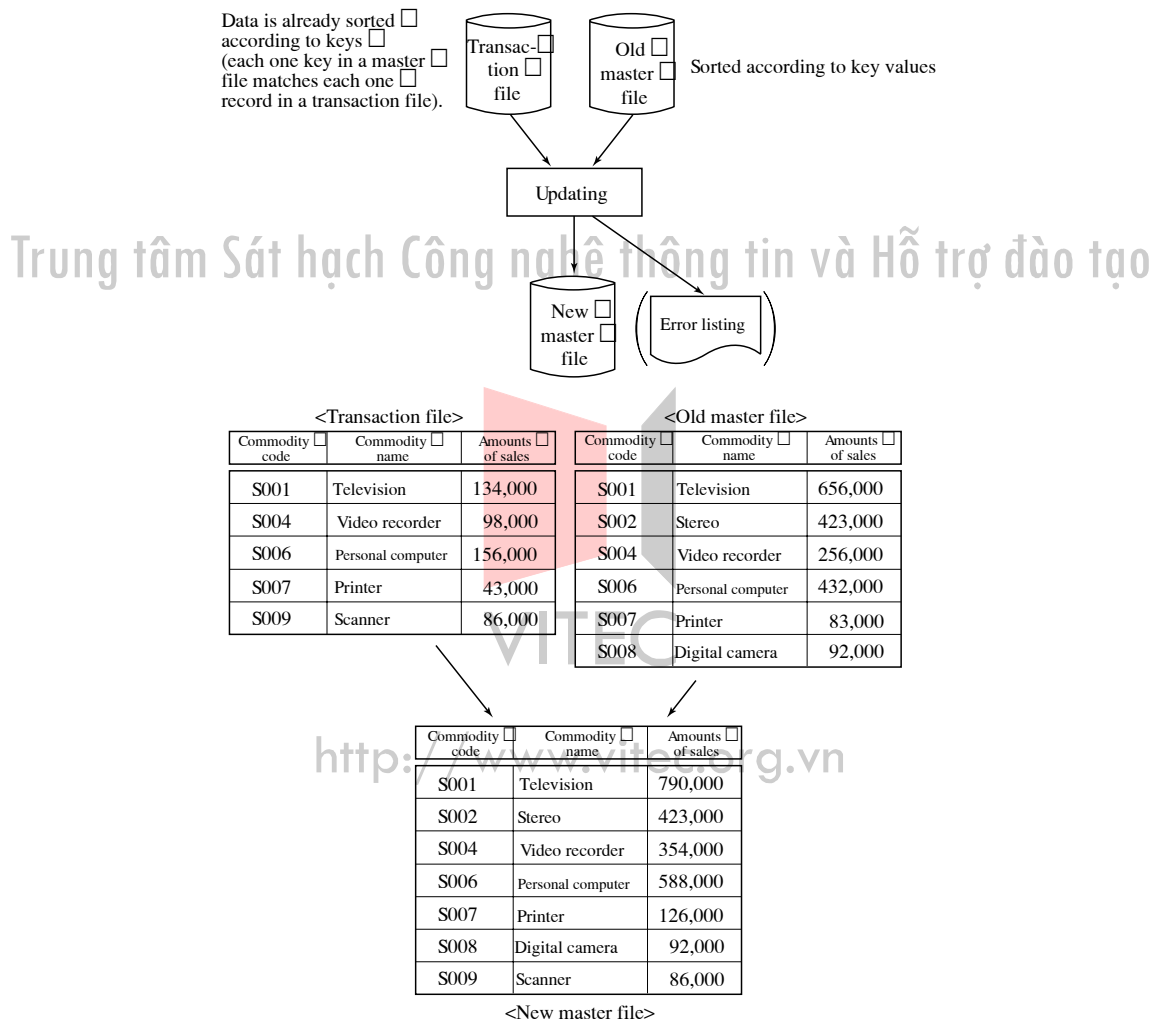 Data is already sorted
according to keys
(each one key in a master
file matches each one
record in a transaction file).
Transac-
tion
file
Old
master
file
Sorted according to key values
Updating
Trung tâm Sát hạch Công nghệ thông tin và Hỗ trợ đào tạo
New
master
file
Error listing
<Transaction file>
Commodity code Commodity name Amounts of sales
S001 Television 134,000
S004 Video recorder 98,000
S006 Personal computer 156,000
S007 Printer 43,000
S009 Scanner 86,000
<Old master file>
Commodity code Commodity name Amounts of sales
S001 Television 656,000
S002 Stereo 423,000
S004 Video recorder 256,000
S006 Personal computer 432,000
S007 Printer 83,000
S008 Digital camera 92,000
VITEC
Commodity code Commodity name Amounts of sales
http://www.vitec.org.vn
S001 Television 790,000
S002 Stereo 423,000
S004 Video recorder 354,000
S006 Personal computer 588,000
S007 Printer 126,000
S008 Digital camera 92,000
S009 Scanner 86,000
<New master file>